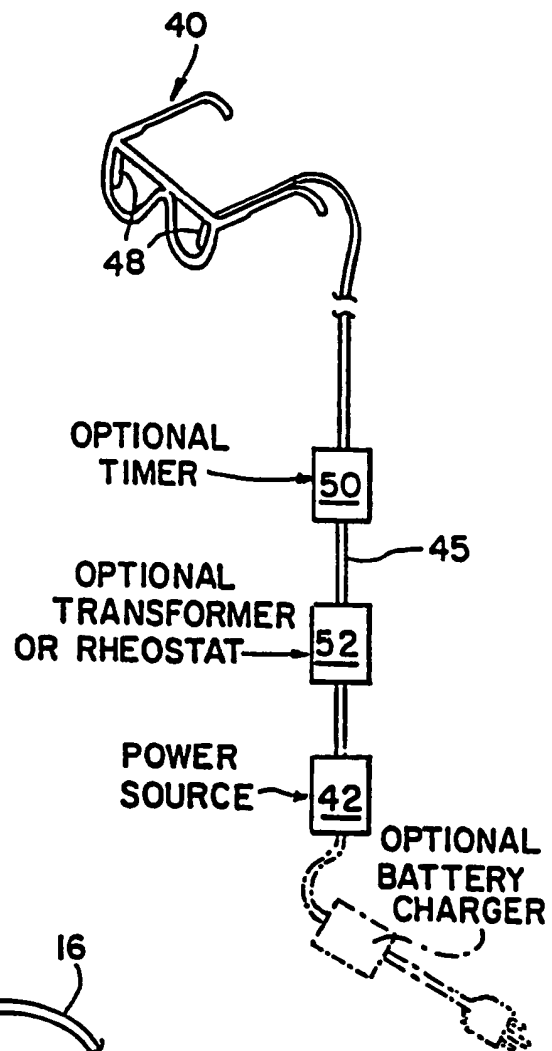 40
48
OPTIONAL
TIMER
50
45
OPTIONAL
TRANSFORMER
OR RHEOSTAT
52
POWER
SOURCE
42
OPTIONAL
BATTERY
CHARGER
16